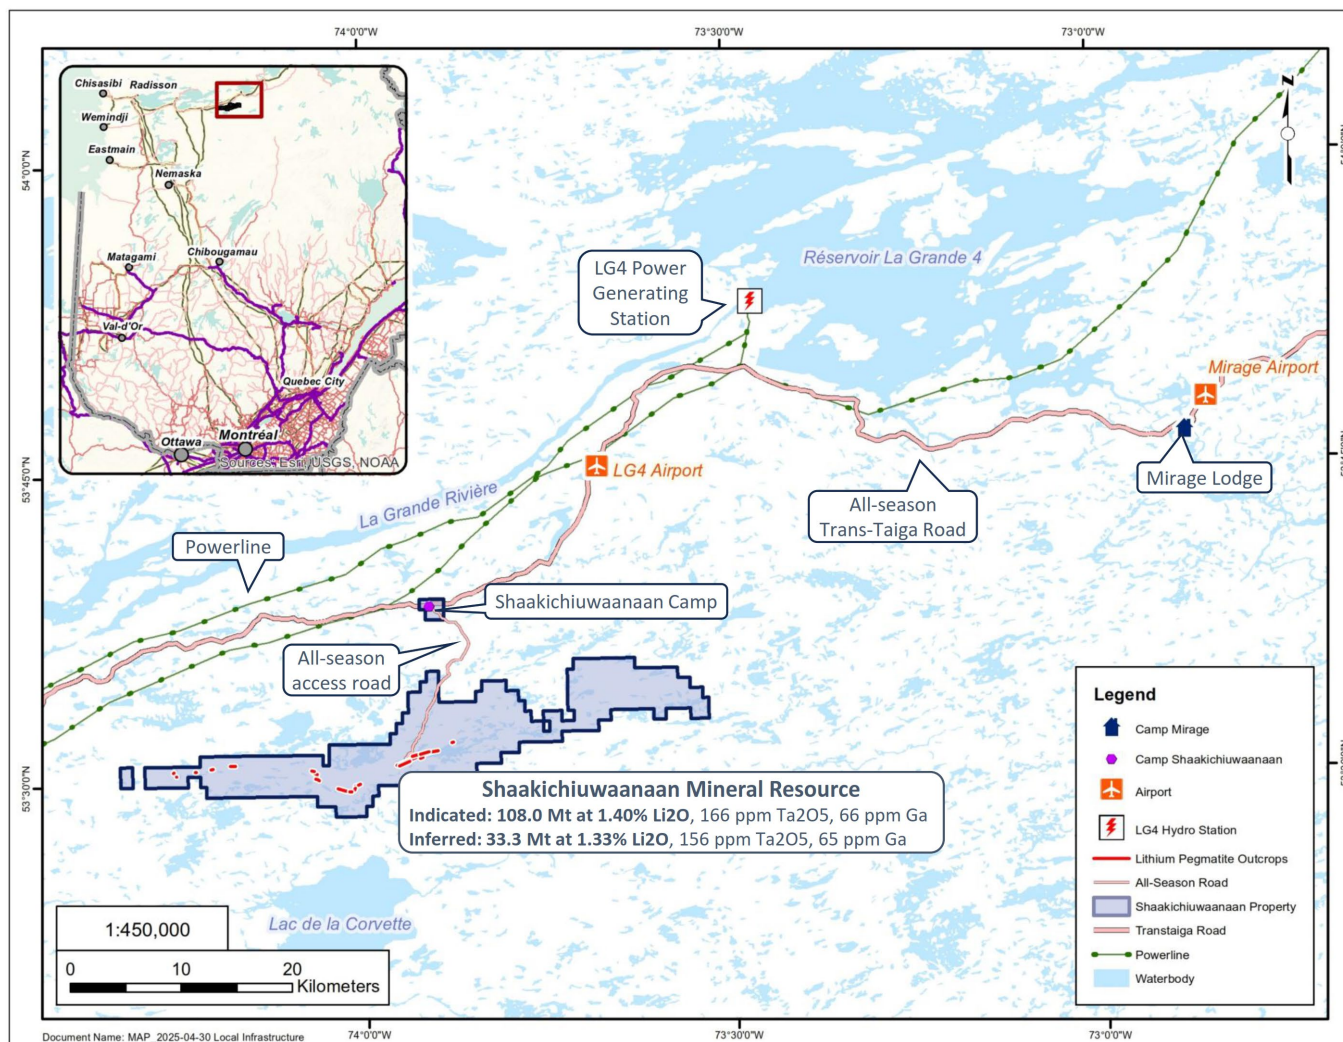 74°0'0"W
73°30'0"W
73°0'0"W
Chisasibi
Radisson
Wemindji
Eastmain
Nemaska
Matagami
Chibougamau
Val-d'Or
Quebec City
Ottawa
Montréal
Sources: Esri, USGS, NOAA
N
54°0'0"N
53°45'0"N
53°30'0"N
LG4 Power
Generating
Station
Réservoir La Grande 4
Mirage Airport
LG4 Airport
Mirage Lodge
All-season
Trans-Taiga Road
La Grande Rivière
Powerline
Shaakichiuwaanaan Camp
All-season
access road
Shaakichiuwaanaan Mineral Resource
Indicated: 108.0 Mt at 1.40% Li2O, 166 ppm Ta2O5, 66 ppm Ga
Inferred: 33.3 Mt at 1.33% Li2O, 156 ppm Ta2O5, 65 ppm Ga
Lac de la Corvette
Legend
Camp Mirage
Camp Shaakichiuwaanaan
Airport
LG4 Hydro Station
Lithium Pegmatite Outcrops
All-Season Road
Shaakichiuwaanaan Property
Transtaiga Road
Powerline
Waterbody
1:450,000
0 10 20
Kilometers
74°0'0"W
73°30'0"W
73°0'0"W
Document Name: MAP_2025-04-30 Local Infrastructure